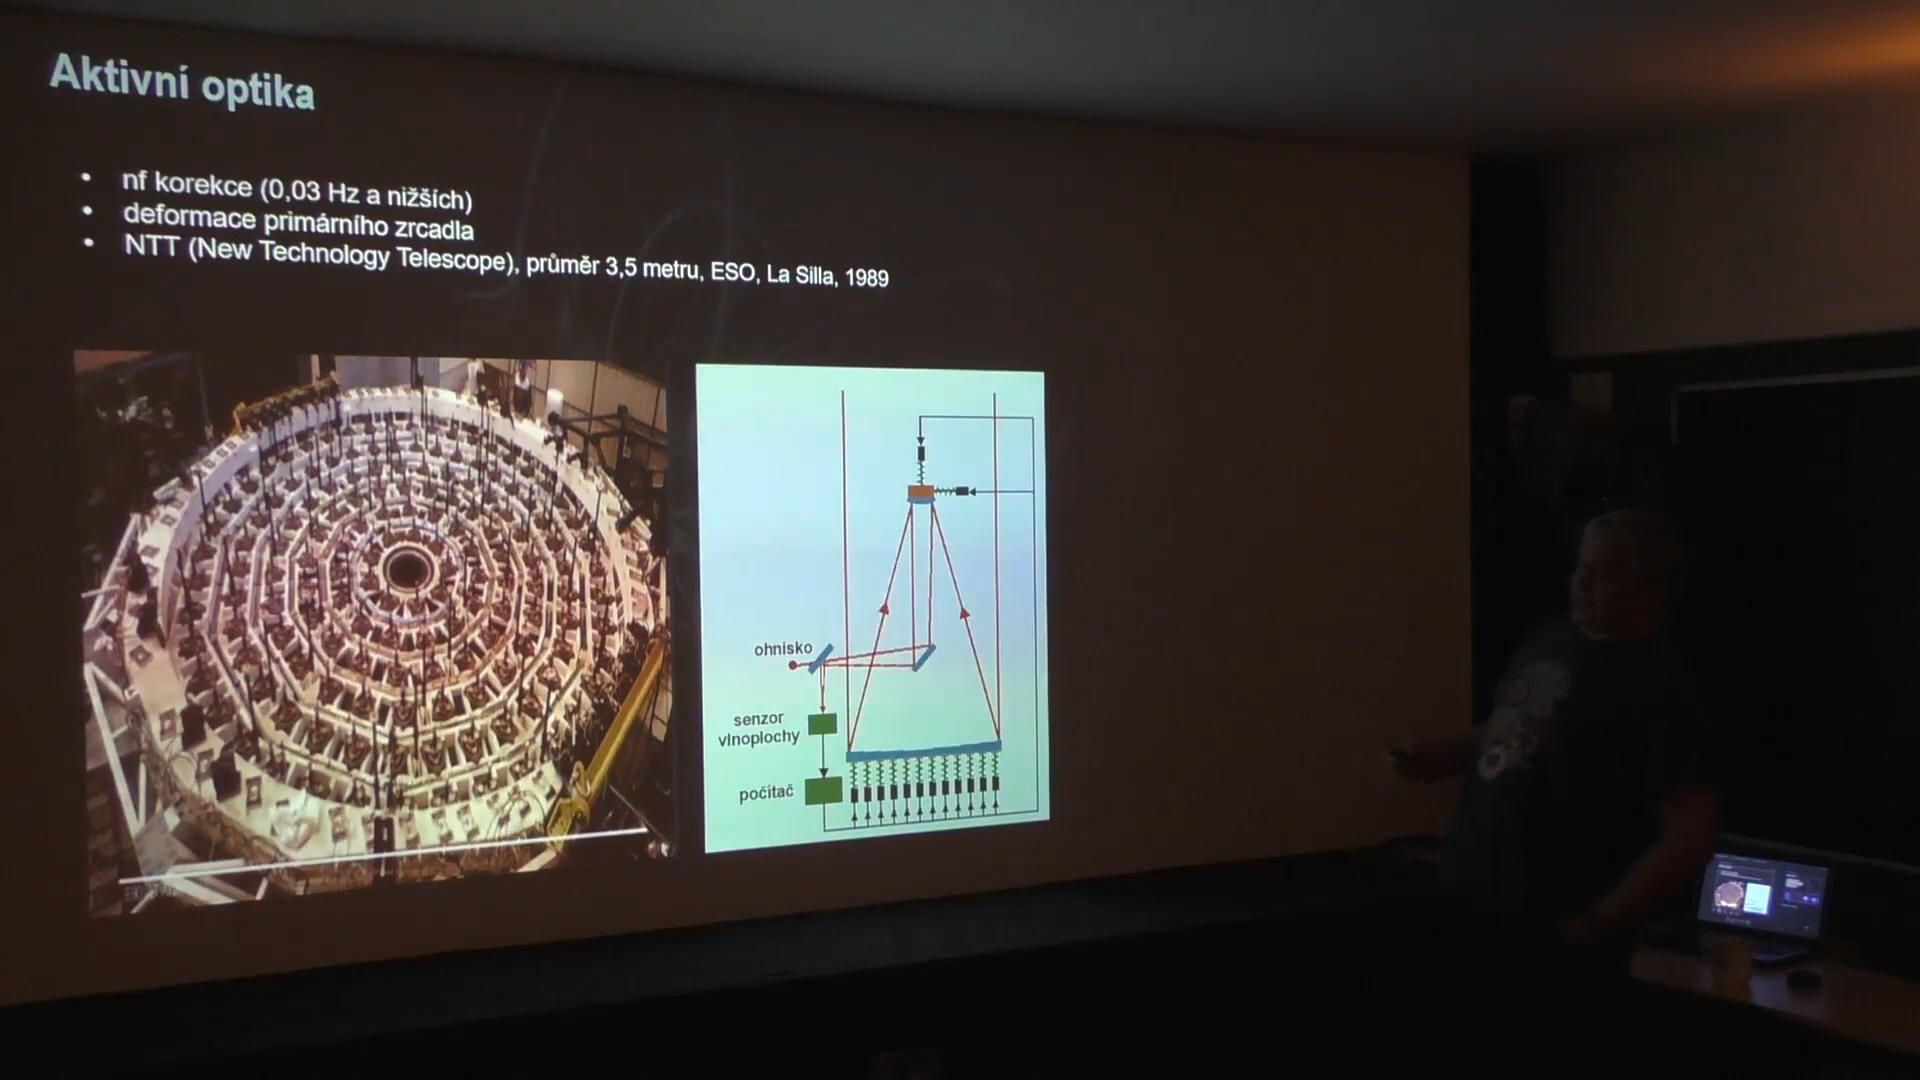 Aktivní optika
• nf korekce (0,03 Hz a nižších)
• deformace primárního zrcadla
• NTT (New Technology Telescope), průměr 3,5 metru, ESO, La Silla, 1989
ohnisko
senzor
vlnoplochy
počítač